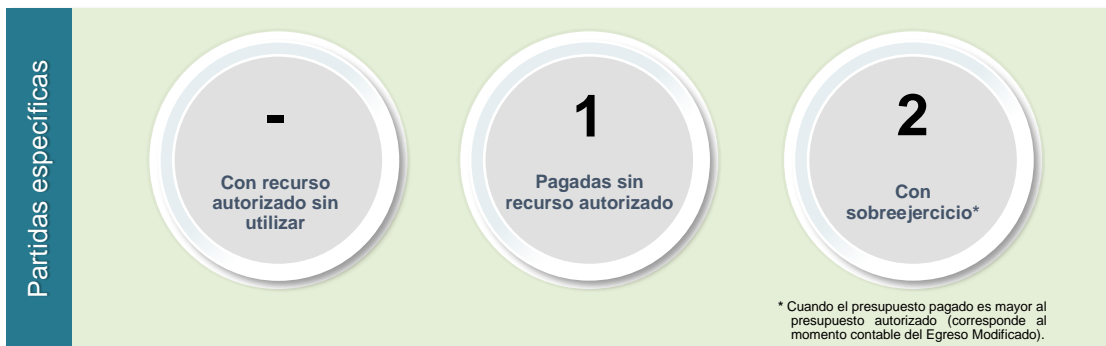 Partidas específicas
-
Con recurso
autorizado sin
utilizar
1
Pagadas sin
recurso autorizado
2
Con
sobreejercicio*
* Cuando el presupuesto pagado es mayor al
presupuesto autorizado (corresponde al
momento contable del Egreso Modificado).